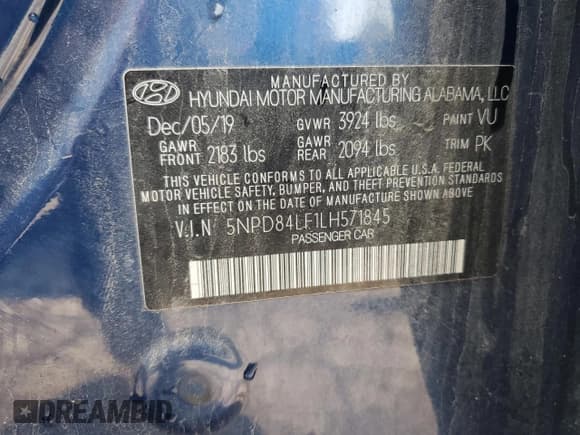 MANUFACTURED BY
HYUNDAI MOTOR MANUFACTURING ALABAMA, LLC
Dec/05/19 GVWR 3924 lbs. PAINT VU
GAWR FRONT 2183 lbs GAWR REAR 2094 lbs. TRIM PK
THIS VEHICLE CONFORMS TO ALL APPLICABLE U.S.A. FEDERAL
MOTOR VEHICLE SAFETY, BUMPER, AND THEFT PREVENTION STANDARDS
IN EFFECT ON THE DATE OF MANUFACTURE SHOWN ABOVE.
V.I.N 5NPD84LF1LH571845
PASSENGER CAR
DREAMBID